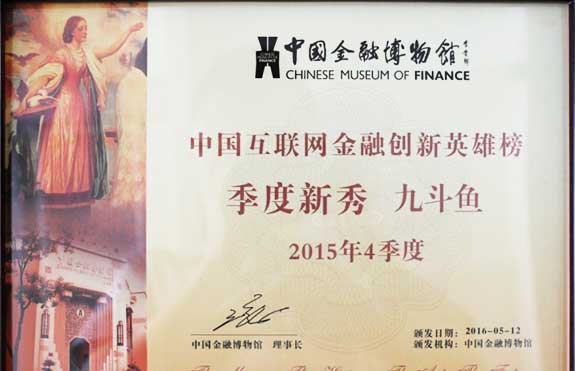 中國金融博物館
CHINESE MUSEUM OF FINANCE
中国互联网金融创新英雄榜
季度新秀 九斗鱼
2015年4季度
中国金融博物馆 理事长
颁发日期：2016-05-12
颁发机构：中国金融博物馆